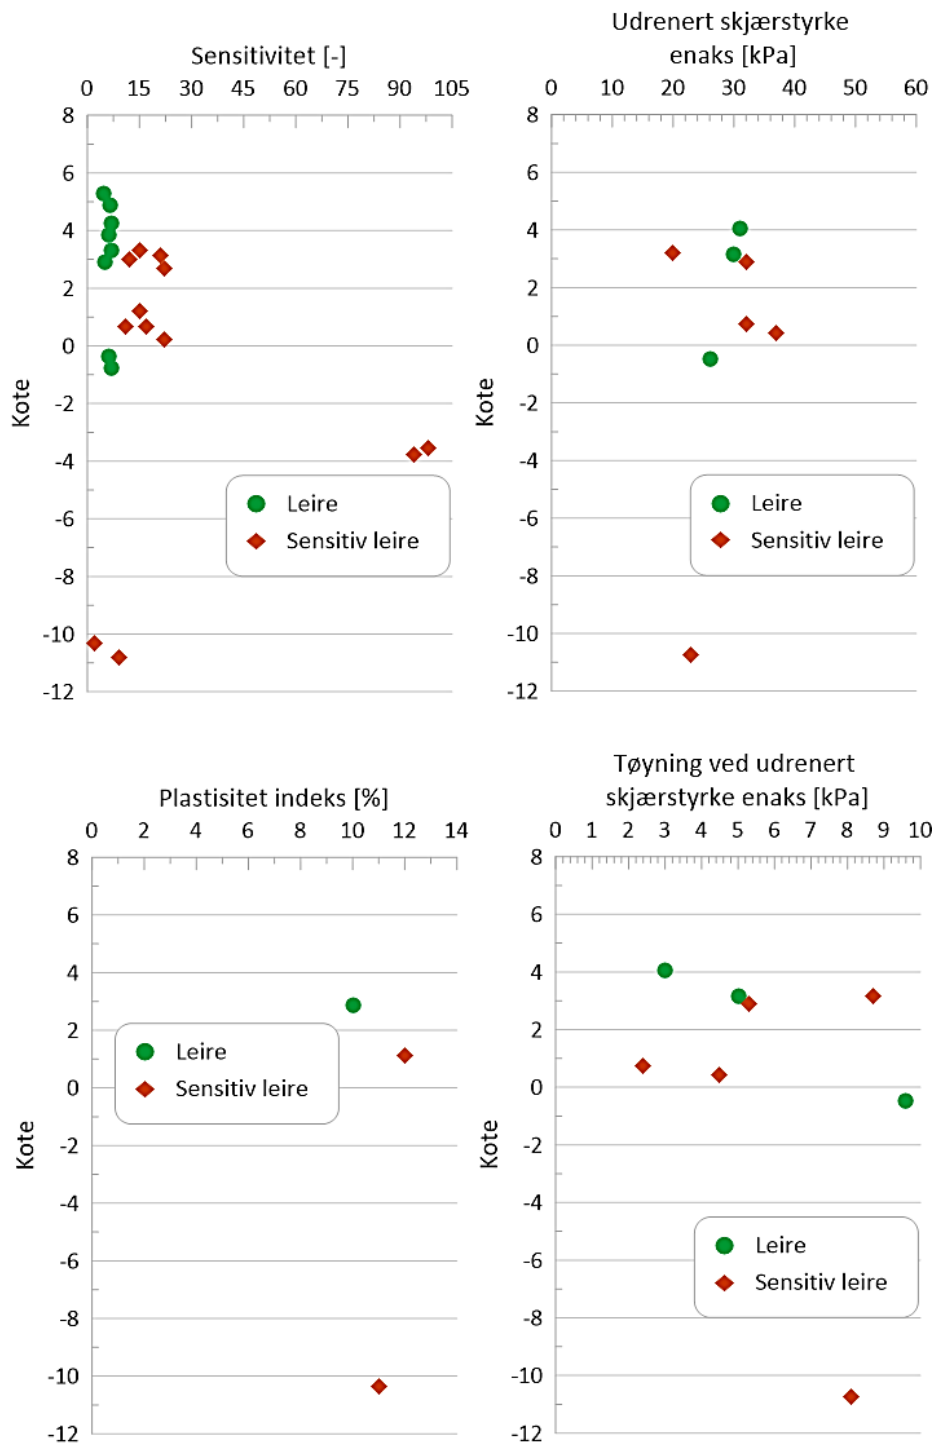 Sensitivitet [-]
0 15 30 45 60 75 90 105
8
6
4
2
0
-2
-4
-6
-8
-10
-12
Kote
Leire
Sensitiv leire
Udrenert skjærstyrke
enaks [kPa]
0 10 20 30 40 50 60
8
6
4
2
0
-2
-4
-6
-8
-10
-12
Kote
Leire
Sensitiv leire
Plastisitet indeks [%]
0 2 4 6 8 10 12 14
8
6
4
2
0
-2
-4
-6
-8
-10
-12
Kote
Leire
Sensitiv leire
Tøyning ved udrenert
skjærstyrke enaks [kPa]
0 1 2 3 4 5 6 7 8 9 10
8
6
4
2
0
-2
-4
-6
-8
-10
-12
Kote
Leire
Sensitiv leire